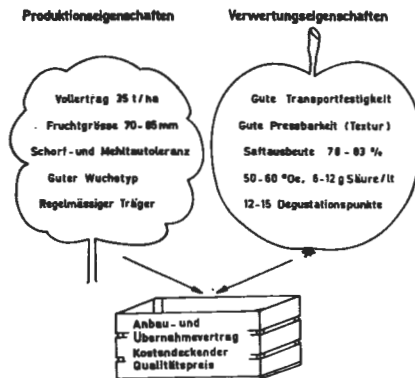 Produktionseigenschaften
Vollertrag 35 t/ha
Fruchtgrösse 70-85mm
Schorf- und Mehltautoleranz
Guter Wuchstyp
Regelmässiger Träger
Verwertungseigenschaften
Gute Transportfestigkeit
Gute Pressbarkeit (Textur)
Saftausbeute 78 - 83 %
50-60 °Oe, 6-12 g Säure/lt
12-15 Degustationspunkte
Anbau - und
Übernahmevertrag
Kostendeckender
Qualitätspreis